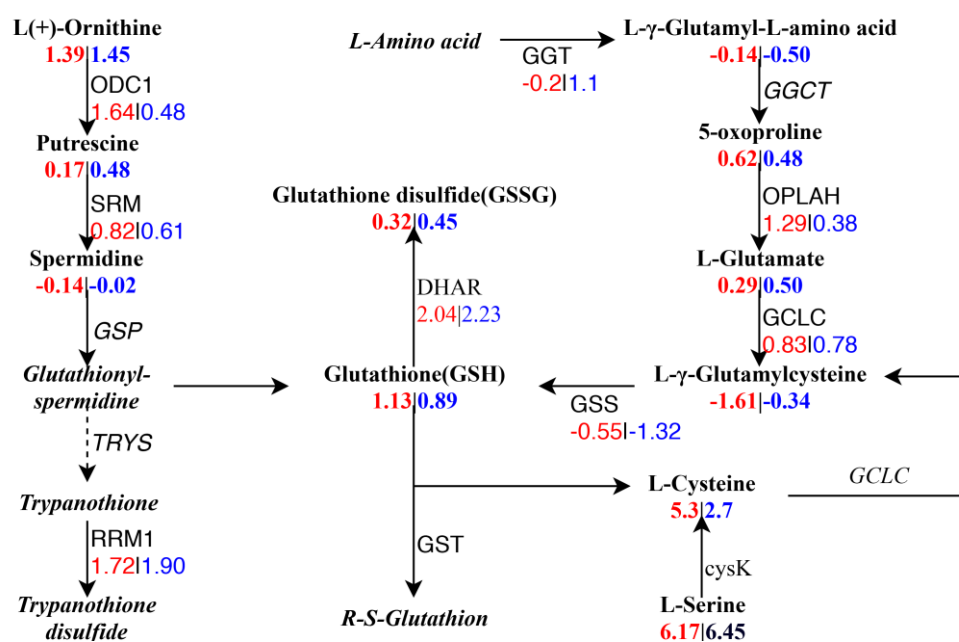 L(+)-Ornithine
1.39|1.45
ODC1
1.64|0.48
Putrescine
0.17|0.48
SRM
0.82|0.61
Spermidine
-0.14|-0.02
GSP
Glutathionyl-
spermidine
TRYS
Trypanothione
RRM1
1.72|1.90
Trypanothione
disulfide
Glutathione disulfide(GSSG)
0.32|0.45
DHAR
2.04|2.23
Glutathione(GSH)
1.13|0.89
GST
R-S-Glutathion
L-Amino acid
GGT
-0.2|1.1
L-γ-Glutamyl-L-amino acid
-0.14|-0.50
GGCT
5-oxoproline
0.62|0.48
OPLAH
1.29|0.38
L-Glutamate
0.29|0.50
GCLC
0.83|0.78
L-γ-Glutamylcysteine
-1.61|-0.34
GSS
-0.55|-1.32
L-Cysteine
5.3|2.7
GCLC
cysK
L-Serine
6.17|6.45